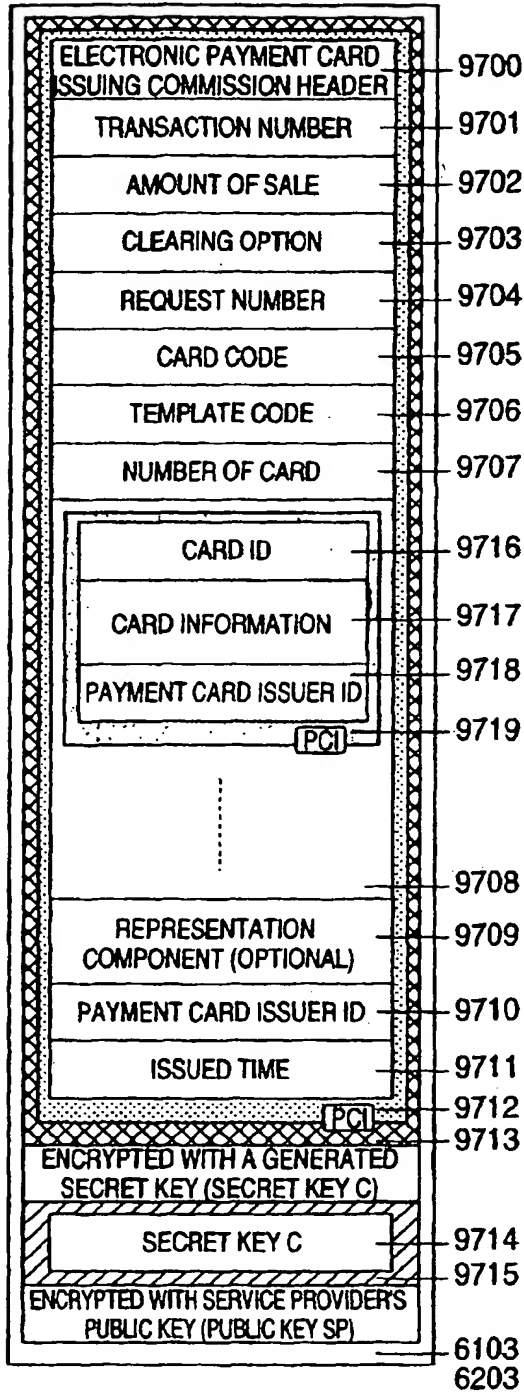 ELECTRONIC PAYMENT CARD 9700
ISSUING COMMISSION HEADER
TRANSACTION NUMBER 9701
AMOUNT OF SALE 9702
CLEARING OPTION 9703
REQUEST NUMBER 9704
CARD CODE 9705
TEMPLATE CODE 9706
NUMBER OF CARD 9707
CARD ID 9716
CARD INFORMATION 9717
9718
PAYMENT CARD ISSUER ID
PCI 9719
9708
REPRESENTATION 9709
COMPONENT (OPTIONAL)
PAYMENT CARD ISSUER ID 9710
ISSUED TIME 9711
PCI 9712
9713
ENCRYPTED WITH A GENERATED
SECRET KEY (SECRET KEY C)
SECRET KEY C 9714
9715
ENCRYPTED WITH SERVICE PROVIDER'S
PUBLIC KEY (PUBLIC KEY SP)
6103
6203